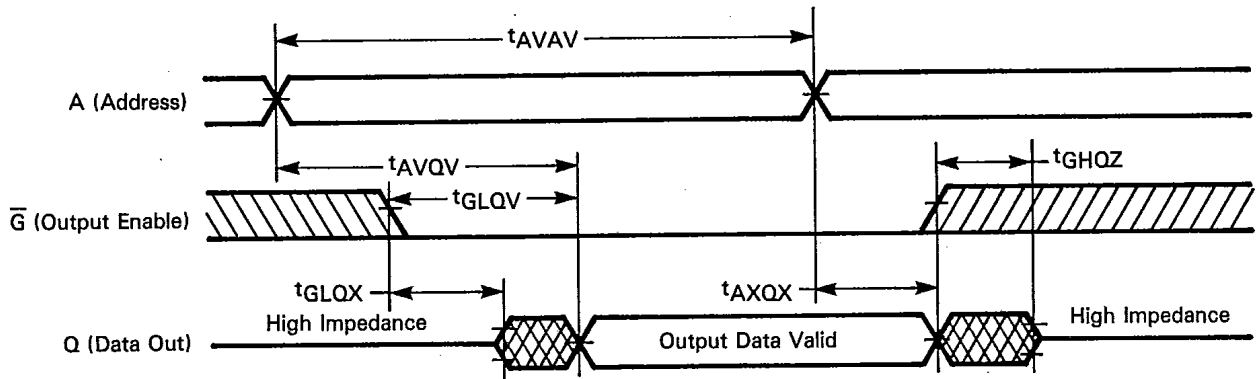 tAVAV
A (Address)
tAVQV
tGHQZ
tGLQV
G̅ (Output Enable)
tGLQX
tAXQX
High Impedance
High Impedance
Q (Data Out)
Output Data Valid